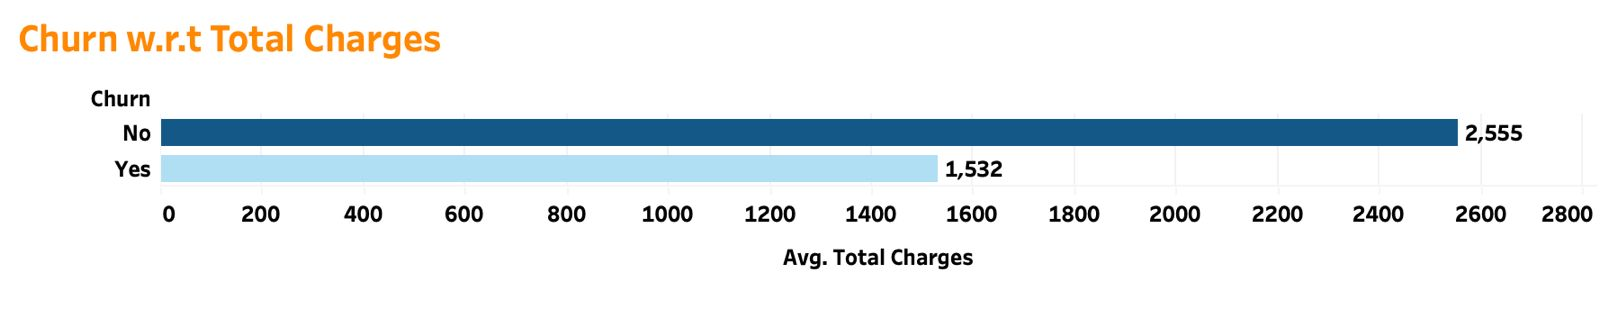 Churn w.r.t Total Charges
Churn
No 2,555
Yes 1,532
0 200 400 600 800 1000 1200 1400 1600 1800 2000 2200 2400 2600 2800
Avg. Total Charges